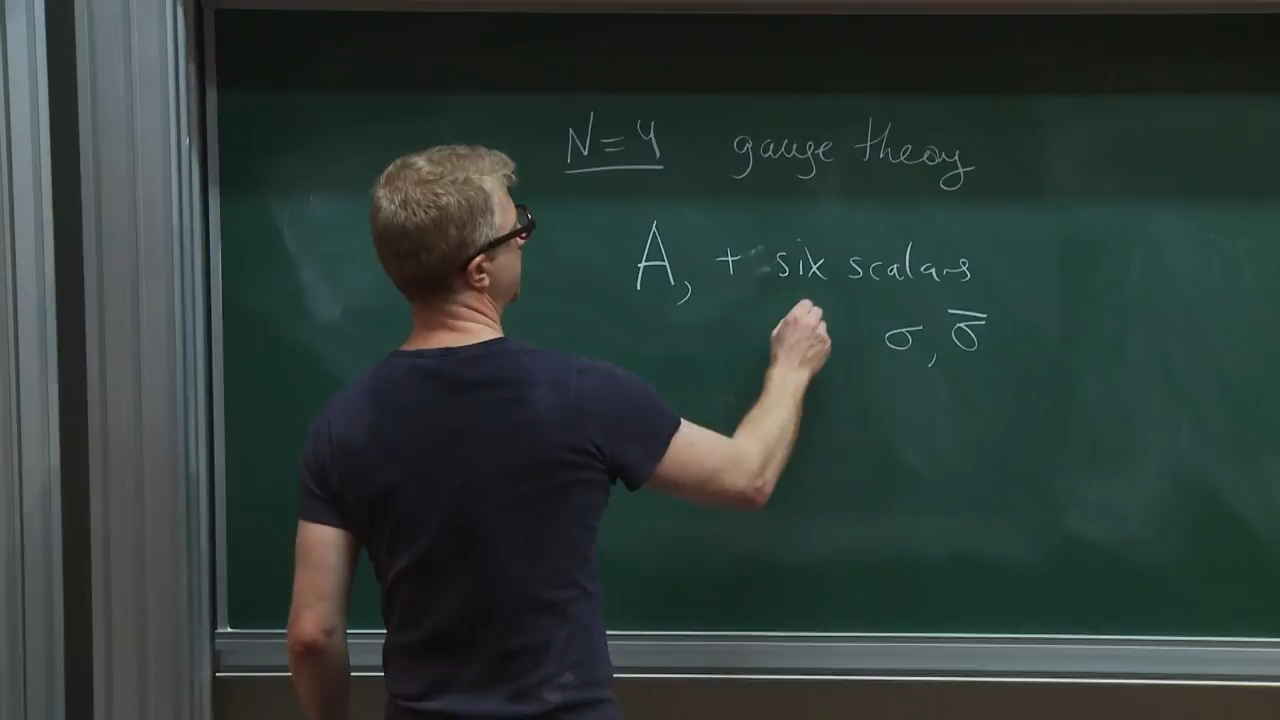 N=4 gauge theory
A, + six scalars
σ, σ̅